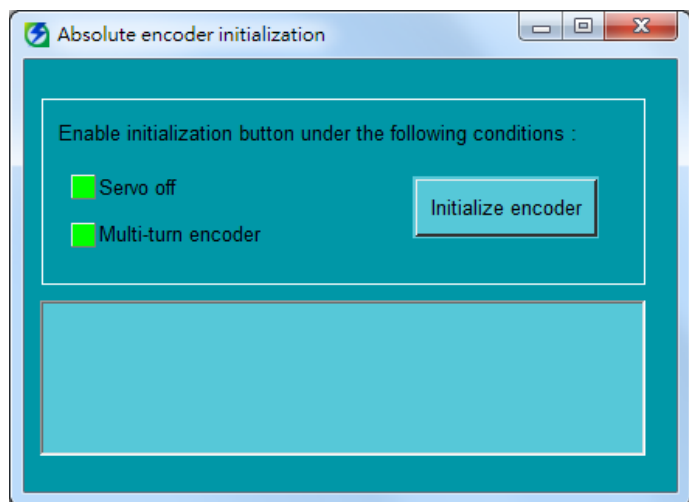 Absolute encoder initialization
Enable initialization button under the following conditions :
Servo off
Initialize encoder
Multi-turn encoder